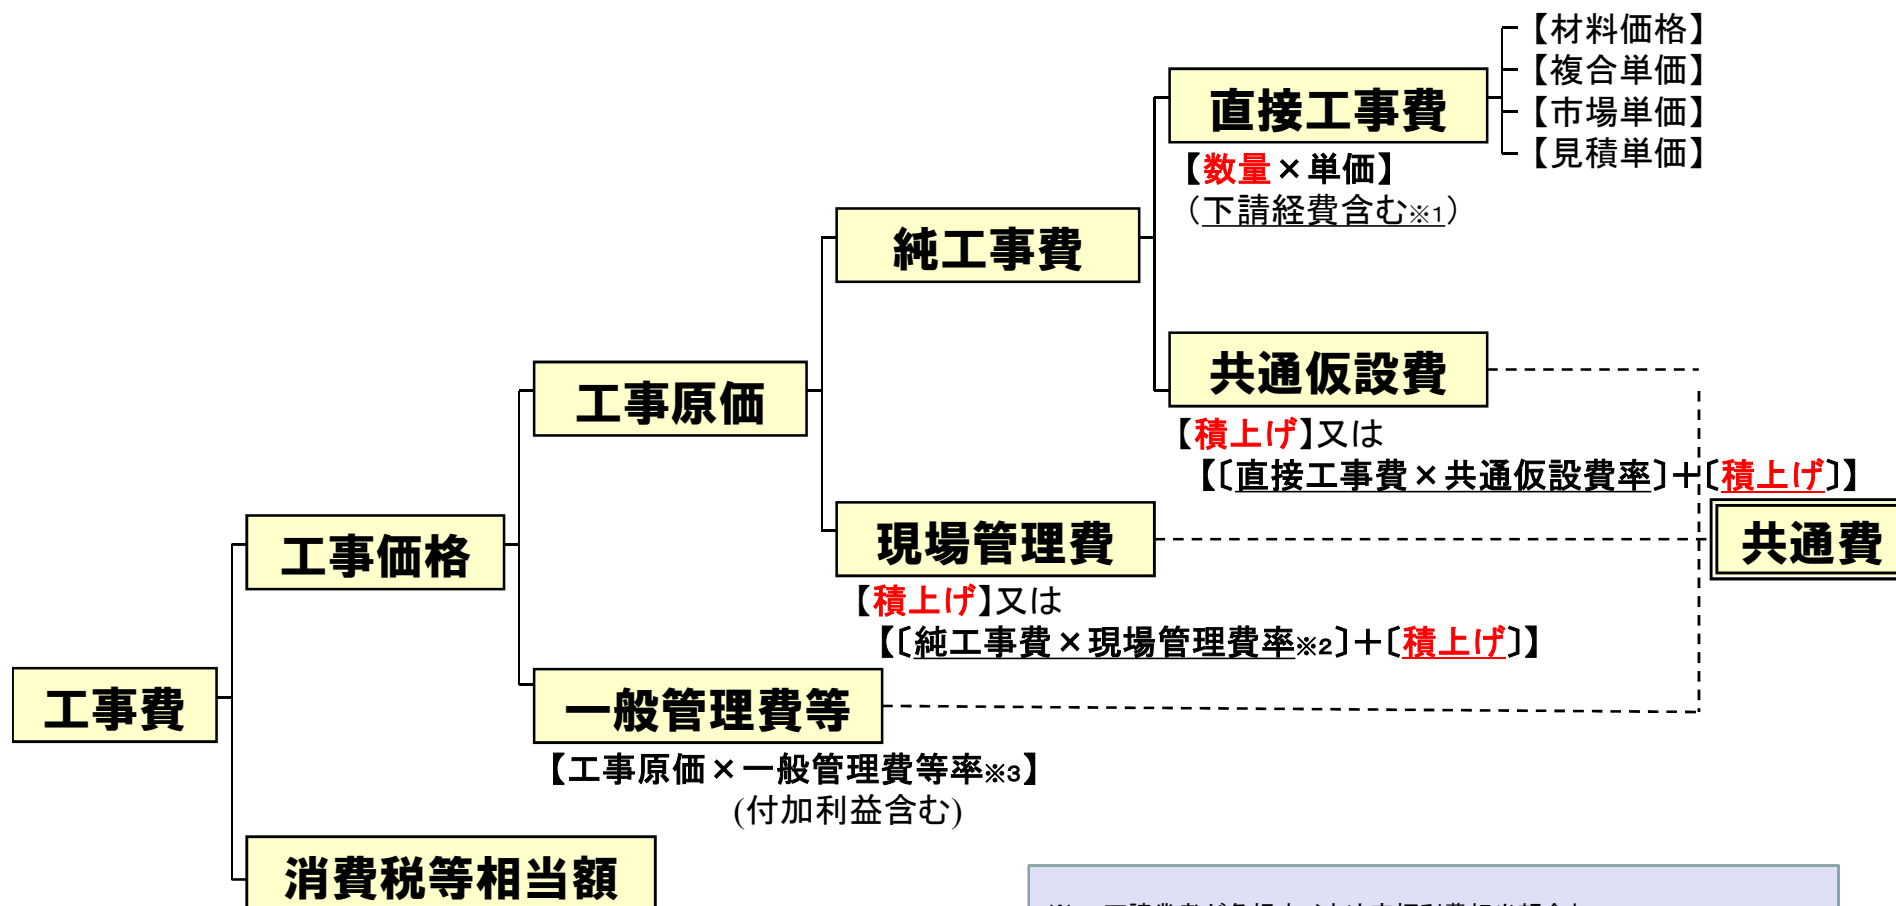 【材料価格】
【複合単価】
【市場単価】
【見積単価】
直接工事費
【数量×単価】
（下請経費含む※1）
純工事費
共通仮設費
【積上げ】又は
【〔直接工事費×共通仮設費率〕＋〔積上げ〕】
工事原価
現場管理費
【積上げ】又は
【〔純工事費×現場管理費率※2〕＋〔積上げ〕】
共通費
工事価格
一般管理費等
【工事原価×一般管理費等率※3】
(付加利益含む)
工事費
消費税等相当額